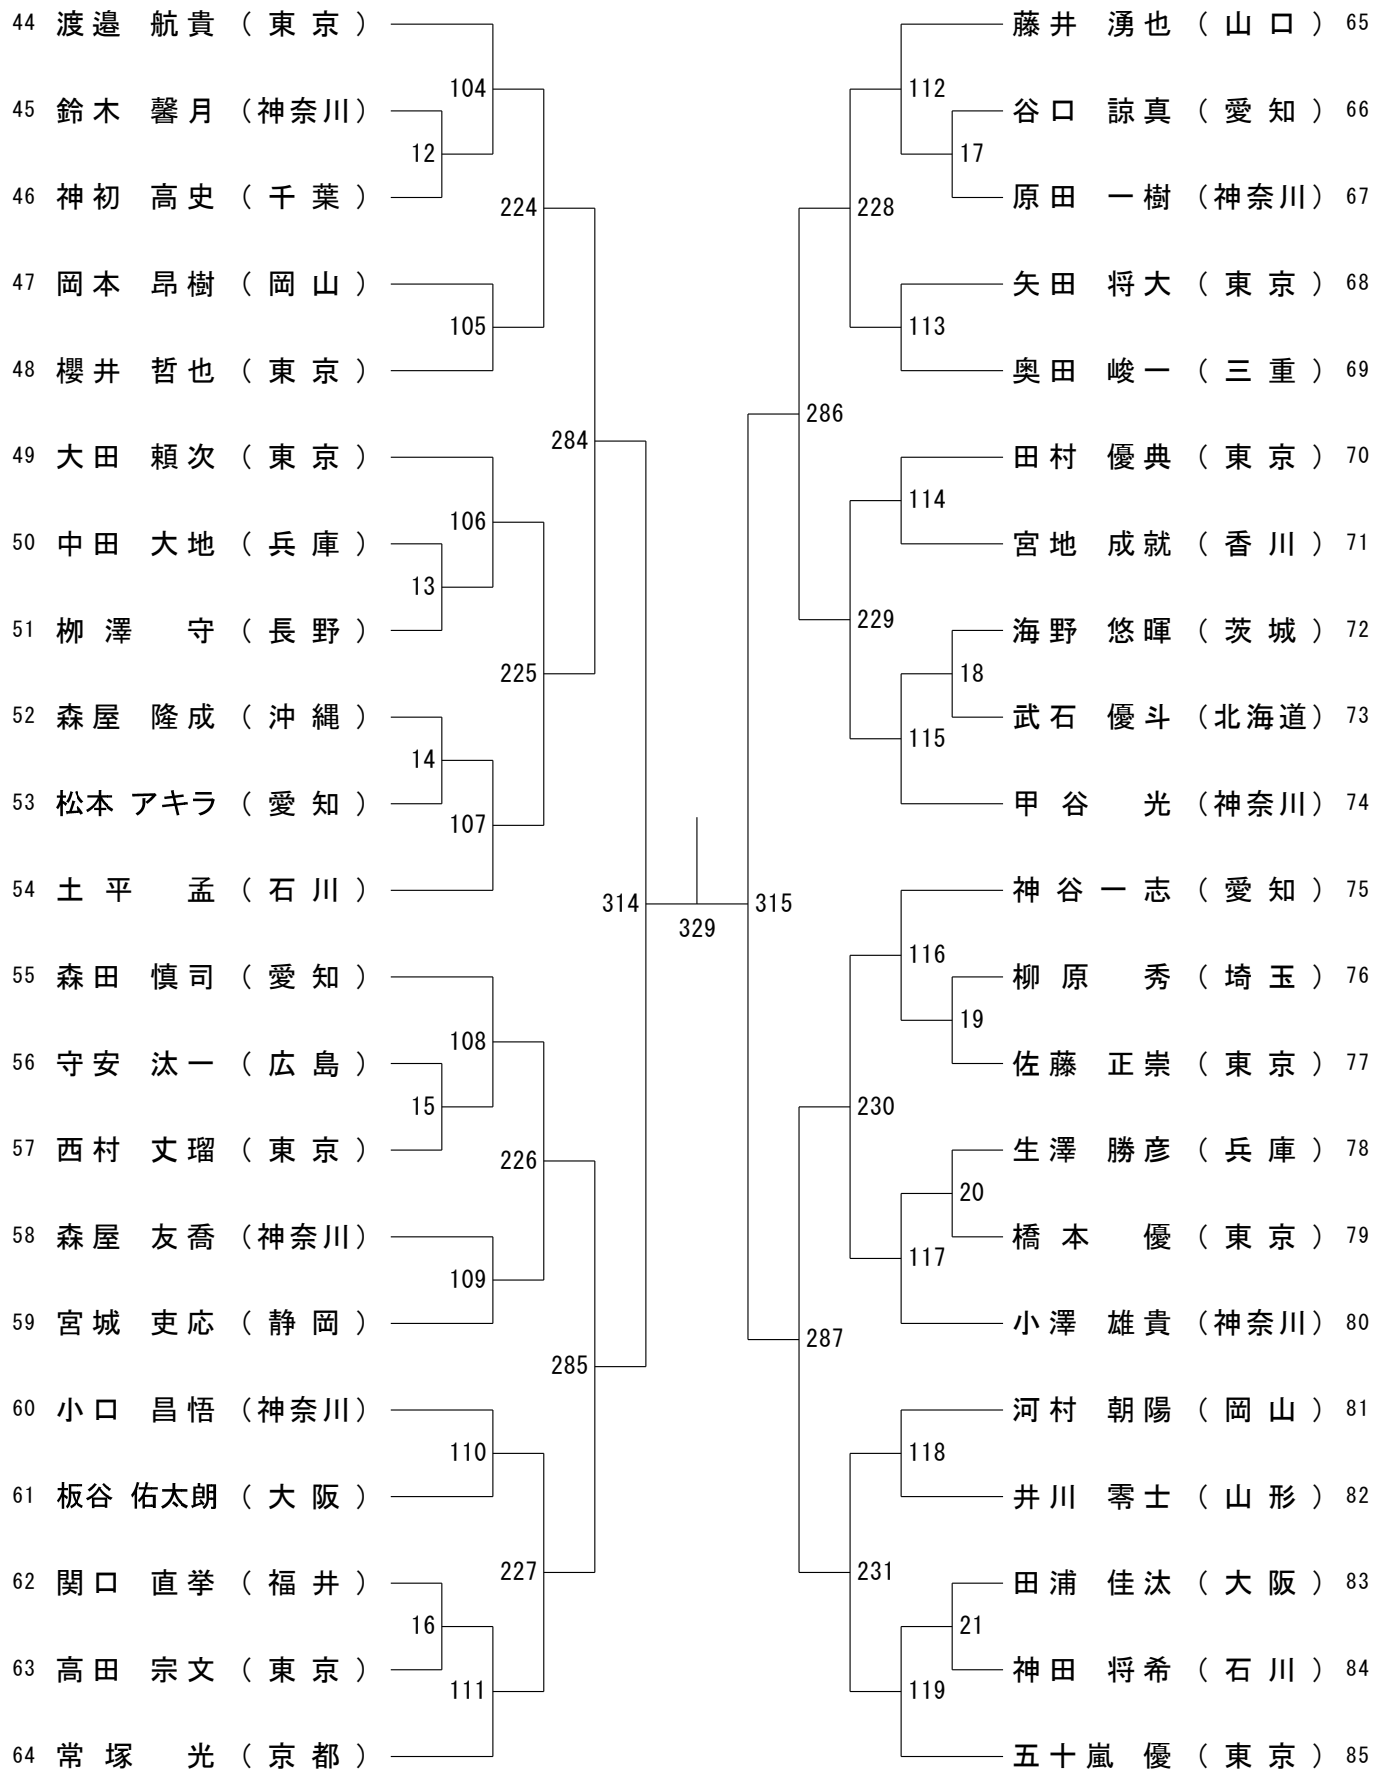 44 渡邉 航貴 (東京)
104
45 鈴木 馨月 (神奈川)
12
46 神初 高史 (千葉)
224
47 岡本 昂樹 (岡山)
105
48 櫻井 哲也 (東京)
284
49 大田 頼次 (東京)
106
50 中田 大地 (兵庫)
13
51 栁澤 守 (長野)
225
52 森屋 隆成 (沖縄)
14
53 松本 アキラ (愛知)
107
54 土平 孟 (石川)
314
55 森田 慎司 (愛知)
108
56 守安 汰一 (広島)
15
57 西村 丈瑠 (東京)
226
58 森屋 友喬 (神奈川)
109
59 宮城 吏応 (静岡)
285
60 小口 昌悟 (神奈川)
110
61 板谷 佑太朗 (大阪)
227
62 関口 直挙 (福井)
16
63 高田 宗文 (東京)
111
64 常塚 光 (京都)
329
藤井 湧也 (山口) 65
112
谷口 諒真 (愛知) 66
17
原田 一樹 (神奈川) 67
228
矢田 将大 (東京) 68
113
奥田 峻一 (三重) 69
286
田村 優典 (東京) 70
114
宮地 成就 (香川) 71
229
海野 悠暉 (茨城) 72
18
武石 優斗 (北海道) 73
115
甲谷 光 (神奈川) 74
315
神谷 一志 (愛知) 75
116
柳原 秀 (埼玉) 76
19
佐藤 正崇 (東京) 77
230
生澤 勝彦 (兵庫) 78
20
橋本 優 (東京) 79
117
小澤 雄貴 (神奈川) 80
287
河村 朝陽 (岡山) 81
118
井川 零士 (山形) 82
231
田浦 佳汰 (大阪) 83
21
神田 将希 (石川) 84
119
五十嵐 優 (東京) 85